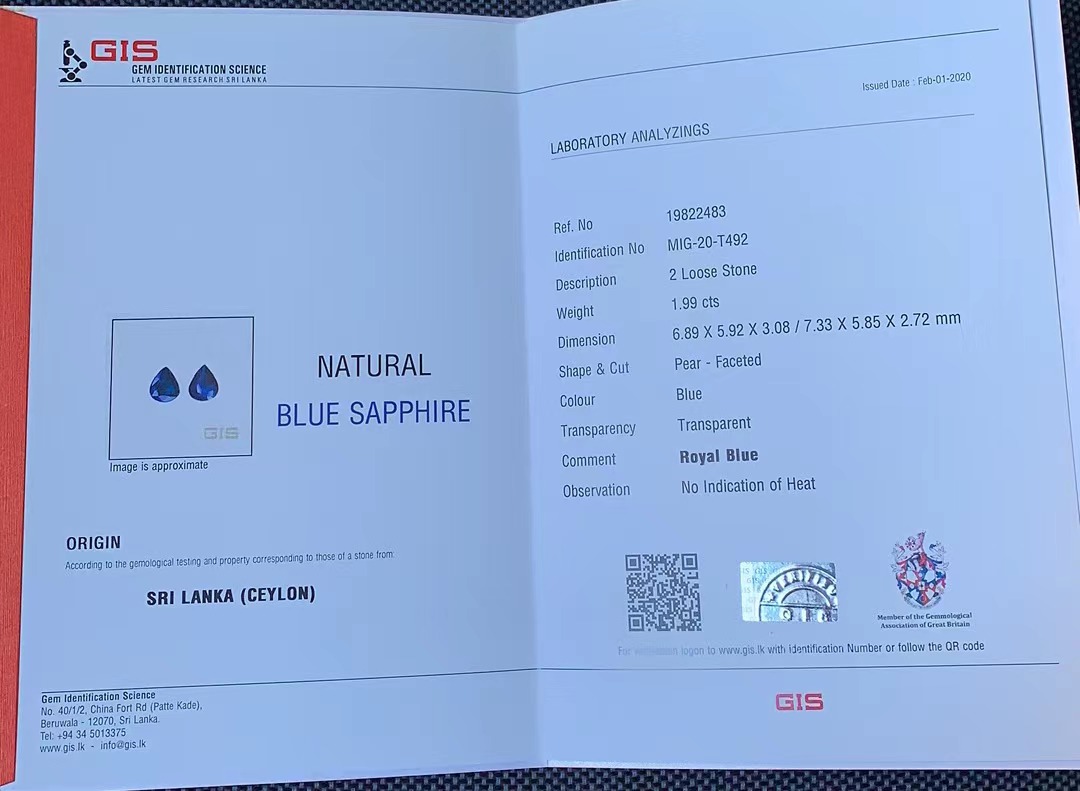 GIS
GEM IDENTIFICATION SCIENCE
LATEST GEM RESEARCH SRI LANKA
GIS
Image is approximate
NATURAL
BLUE SAPPHIRE
ORIGIN
According to the gemological testing and property corresponding to those of a stone from.
SRI LANKA (CEYLON)
Gem Identification Science
No. 40/1/2, China Fort Rd (Patte Kade),
Beruwala - 12070, Sri Lanka.
Tel: +94 34 5013375
www.gis.lk - info@gis.lk
Issued Date : Feb-01-2020
LABORATORY ANALYZINGS
Ref. No 19822483
Identification No MIG-20-T492
Description 2 Loose Stone
Weight 1.99 cts
Dimension 6.89 X 5.92 X 3.08 / 7.33 X 5.85 X 2.72 mm
Shape & Cut Pear - Faceted
Colour Blue
Transparency Transparent
Comment Royal Blue
Observation No Indication of Heat
Member of the Gemmological
Association of Great Britain
For verification logon to www.gis.lk with identification Number or follow the QR code
GIS